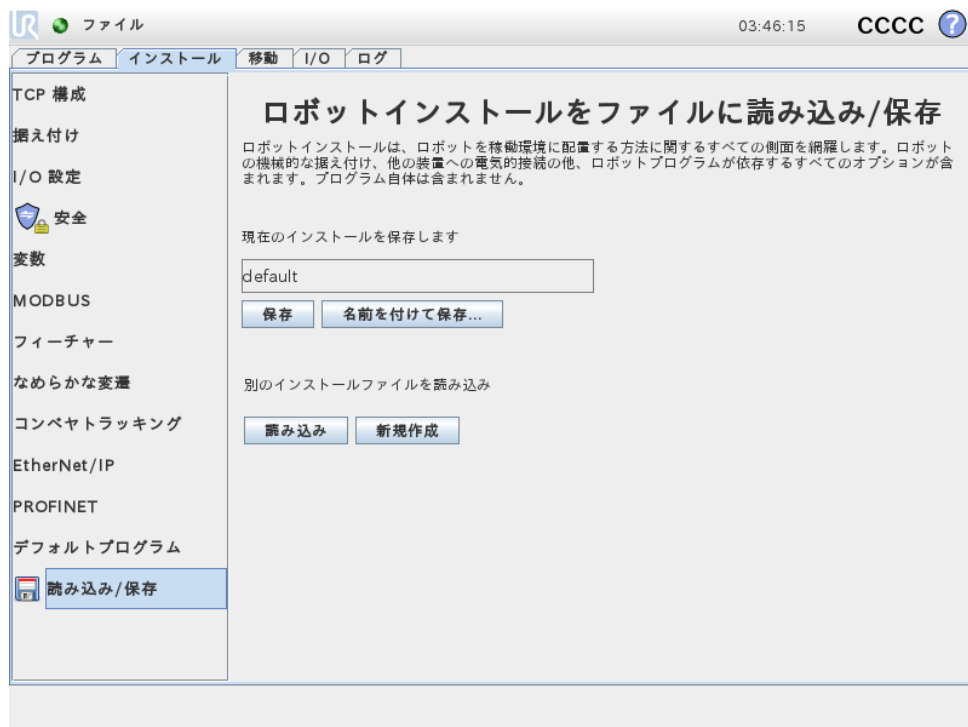 UR ファイル 03:46:15 CCCC ?
プログラム インストール 移動 I/O ログ
TCP 構成
据え付け
I/O 設定
安全
変数
MODBUS
フィーチャー
なめらかな変遷
コンベヤトラッキング
EtherNet/IP
PROFINET
デフォルトプログラム
読み込み/保存
ロボットインストールをファイルに読み込み/保存
ロボットインストールは、ロボットを稼働環境に配置する方法に関するすべての側面を網羅します。ロボット
の機械的な据え付け、他の装置への電気的接続の他、ロボットプログラムが依存するすべてのオプションが含
まれます。プログラム自体は含まれません。
現在のインストールを保存します
default
保存 名前を付けて保存...
別のインストールファイルを読み込み
読み込み 新規作成